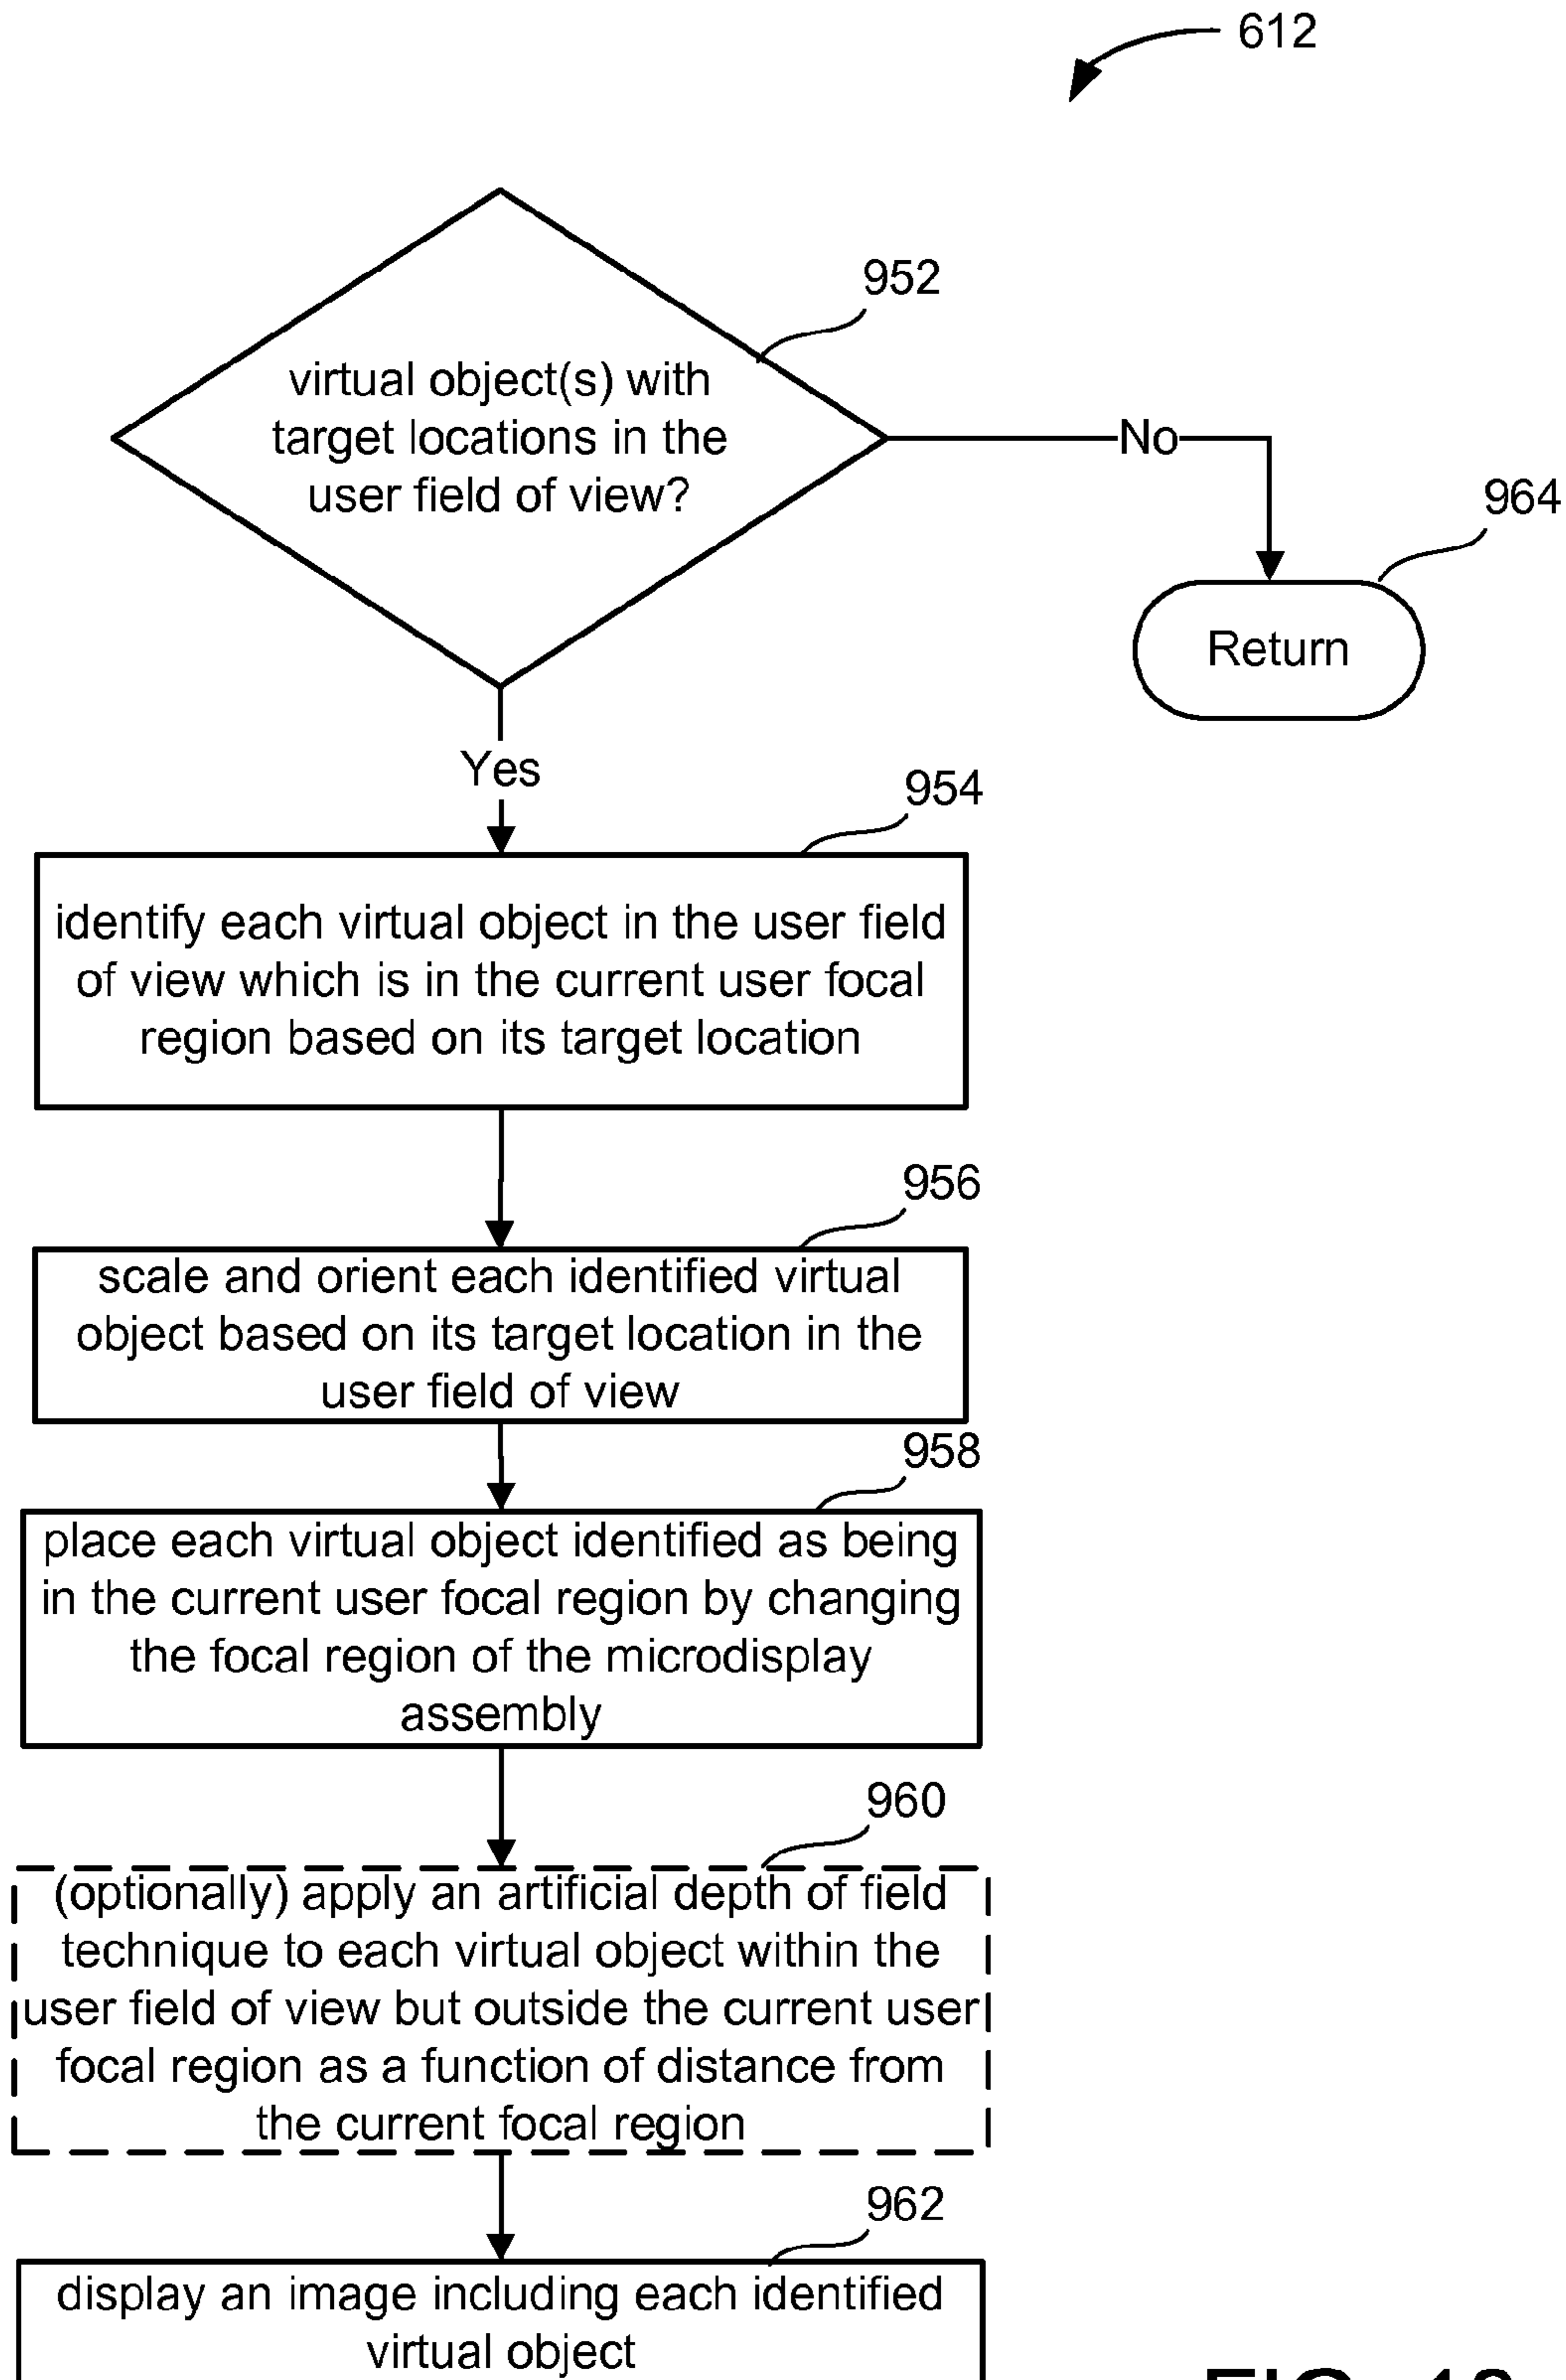 612
952
virtual object(s) with
target locations in the
user field of view?
No
964
Return
Yes
954
identify each virtual object in the user field
of view which is in the current user focal
region based on its target location
956
scale and orient each identified virtual
object based on its target location in the
user field of view
958
place each virtual object identified as being
in the current user focal region by changing
the focal region of the microdisplay
assembly
960
(optionally) apply an artificial depth of field
technique to each virtual object within the
user field of view but outside the current user
focal region as a function of distance from
the current focal region
962
display an image including each identified
virtual object
FIG.